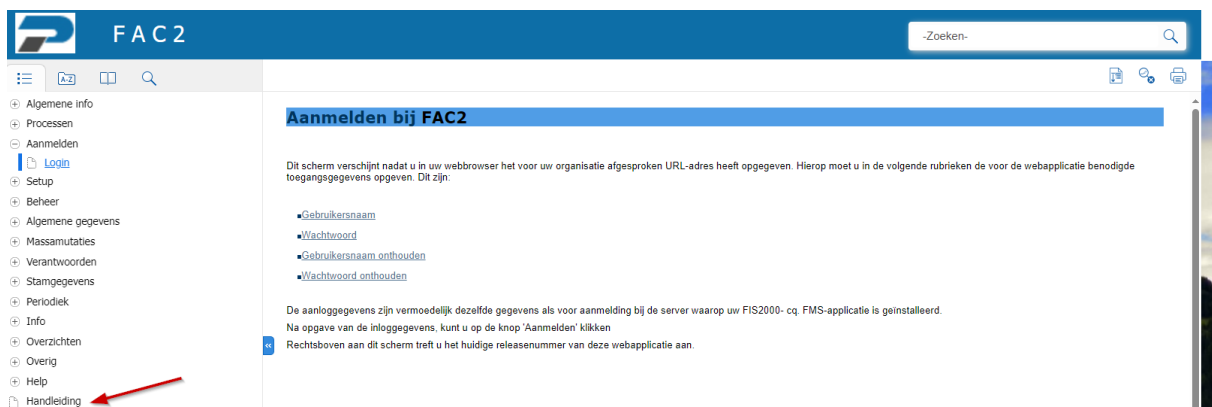 FAC2
-Zoeken-
A-Z
Algemene info
Processen
Aanmelden
Login
Setup
Beheer
Algemene gegevens
Massamutaties
Verantwoorden
Stamgegevens
Periodiek
Info
Overzichten
Overig
Help
Handleiding
Aanmelden bij FAC2
Dit scherm verschijnt nadat u in uw webbrowser het voor uw organisatie afgesproken URL-adres heeft opgegeven. Hierop moet u in de volgende rubrieken de voor de webapplicatie benodigde
toegangsgegevens opgeven. Dit zijn:
Gebruikersnaam
Wachtwoord
Gebruikersnaam onthouden
Wachtwoord onthouden
De aanloggegevens zijn vermoedelijk dezelfde gegevens als voor aanmelding bij de server waarop uw FIS2000- cq. FMS-applicatie is geïnstalleerd.
Na opgave van de inloggegevens, kunt u op de knop 'Aanmelden' klikken
Rechtsboven aan dit scherm treft u het huidige releasenummer van deze webapplicatie aan.